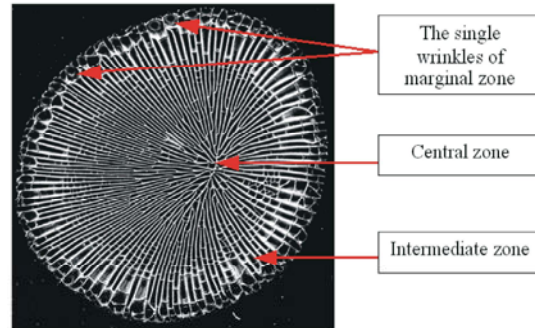 The single
wrinkles of
marginal zone
Central zone
Intermediate zone